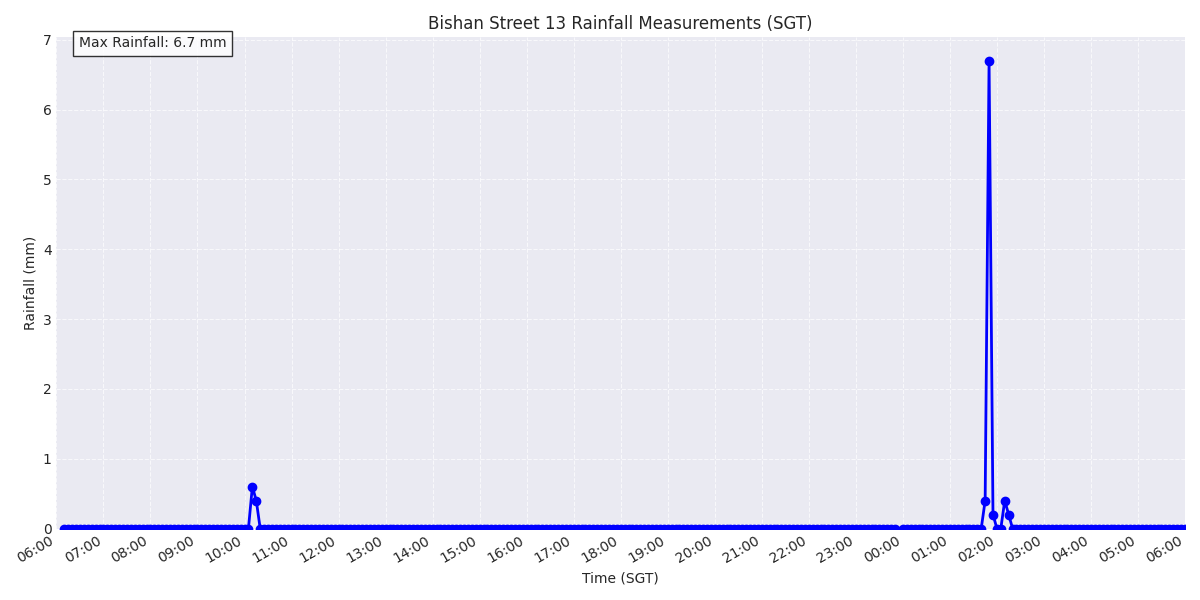 Bishan Street 13 Rainfall Measurements (SGT)
Max Rainfall: 6.7 mm
7
6
5
4
3
2
1
0
Rainfall (mm)
06:00 07:00 08:00 09:00 10:00 11:00 12:00 13:00 14:00 15:00 16:00 17:00 18:00 19:00 20:00 21:00 22:00 23:00 00:00 01:00 02:00 03:00 04:00 05:00 06:00
Time (SGT)